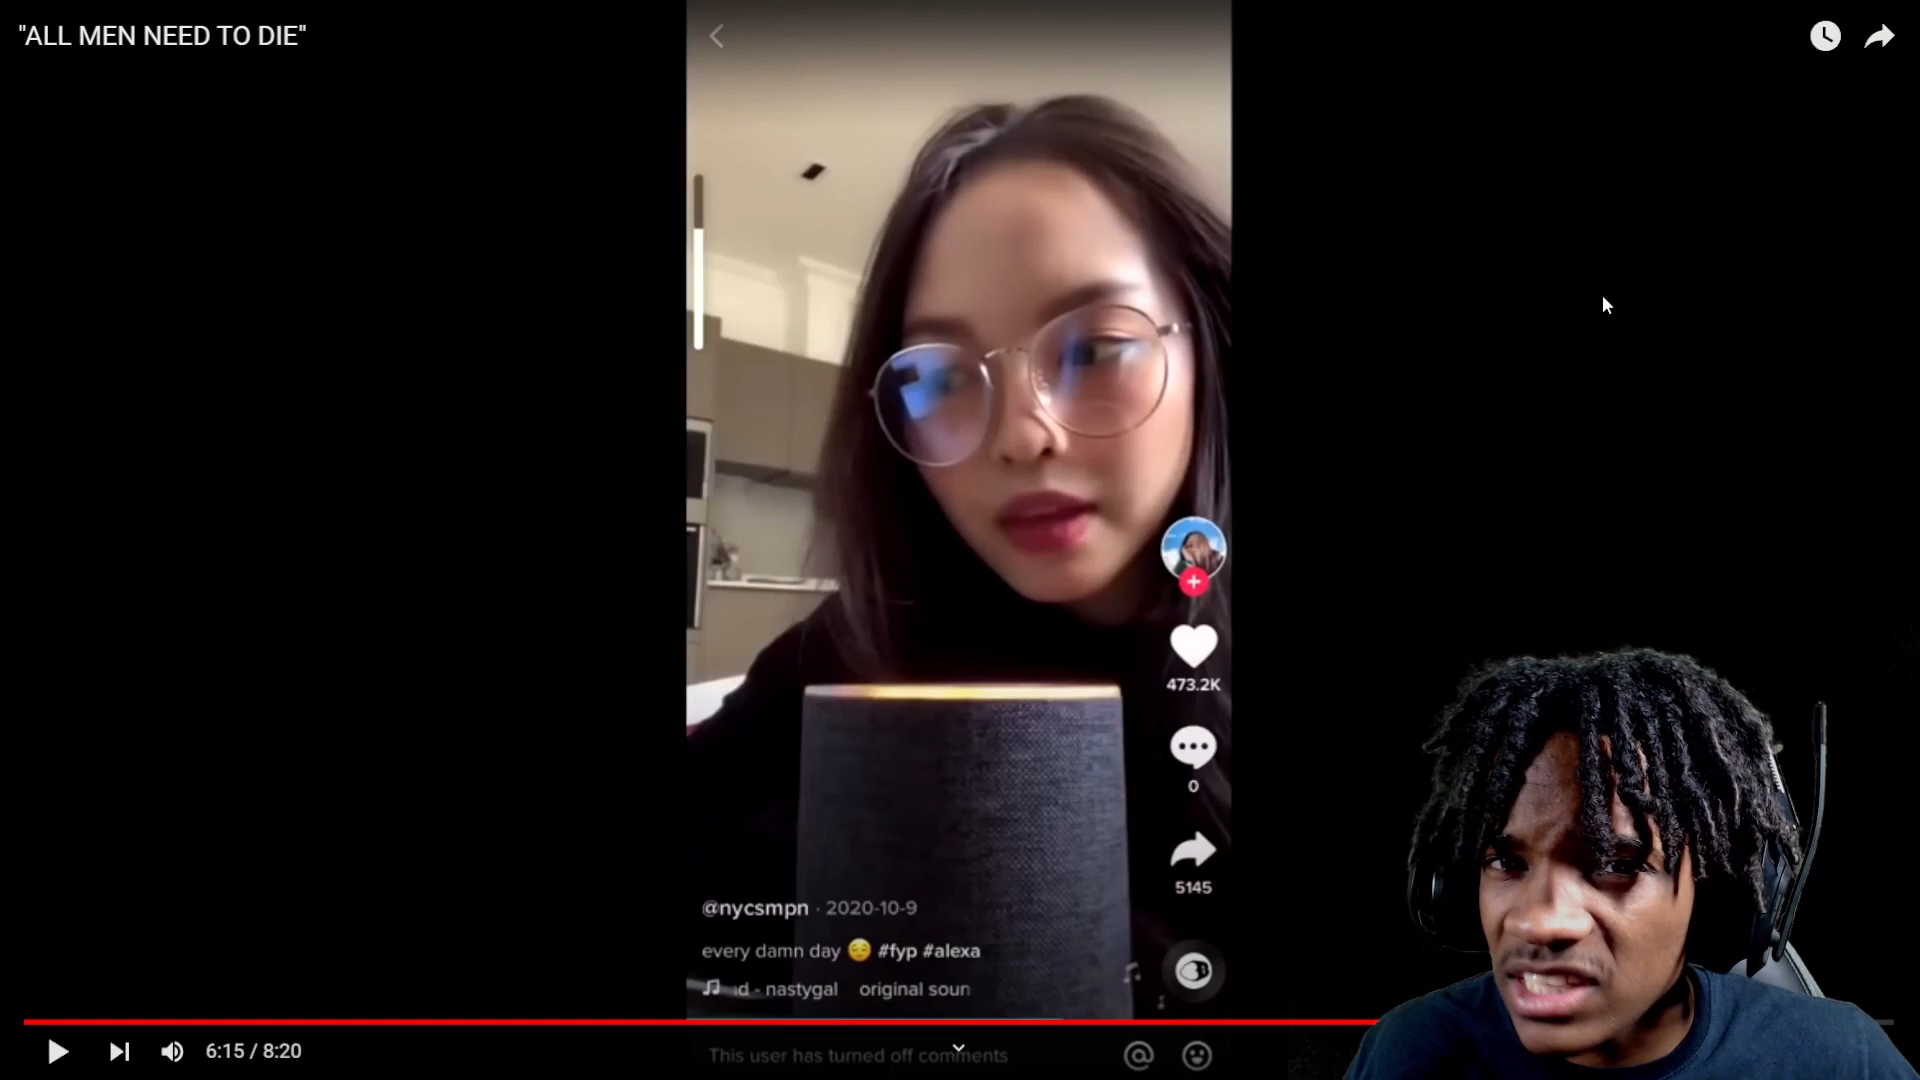 "ALL MEN NEED TO DIE"
473.2K
0
5145
@nycsmpn · 2020-10-9
every damn day 😌 #fyp #alexa
d - nastygal original soun
This user has turned off comments
6:15 / 8:20